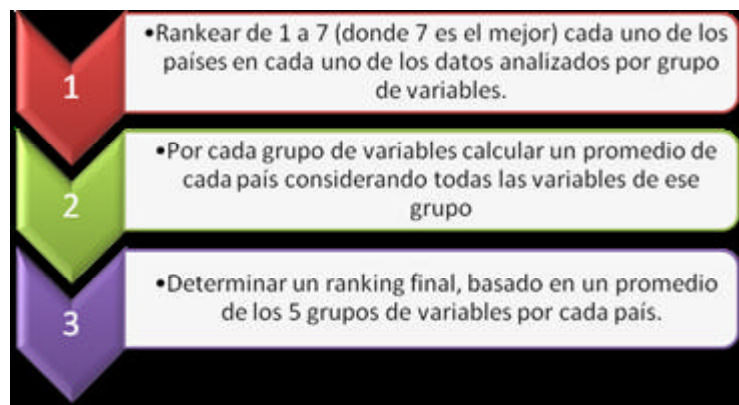 1
•Rankear de 1 a 7 (donde 7 es el mejor) cada uno de los
países en cada uno de los datos analizados por grupo
de variables.
2
•Por cada grupo de variables calcular un promedio de
cada país considerando todas las variables de ese
grupo
3
•Determinar un ranking final, basado en un promedio
de los 5 grupos de variables por cada país.